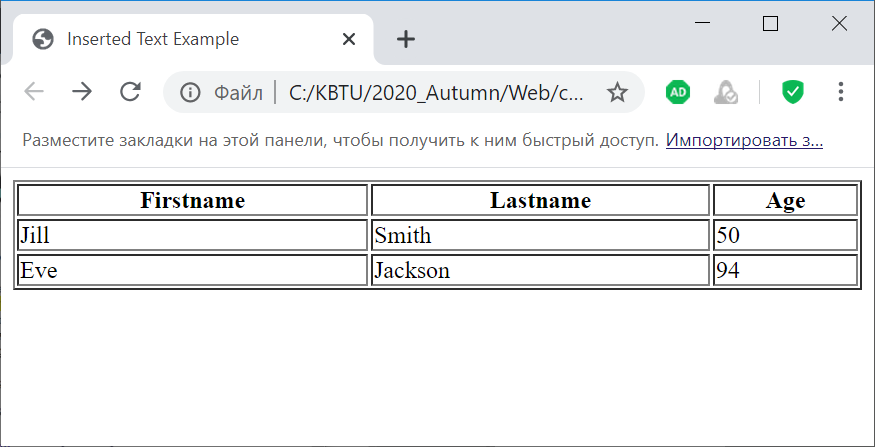 Inserted Text Example
Файл | C:/KBTU/2020_Autumn/Web/c...
AD
Разместите закладки на этой панели, чтобы получить к ним быстрый доступ. Импортировать з...
Firstname Lastname Age
Jill Smith 50
Eve Jackson 94